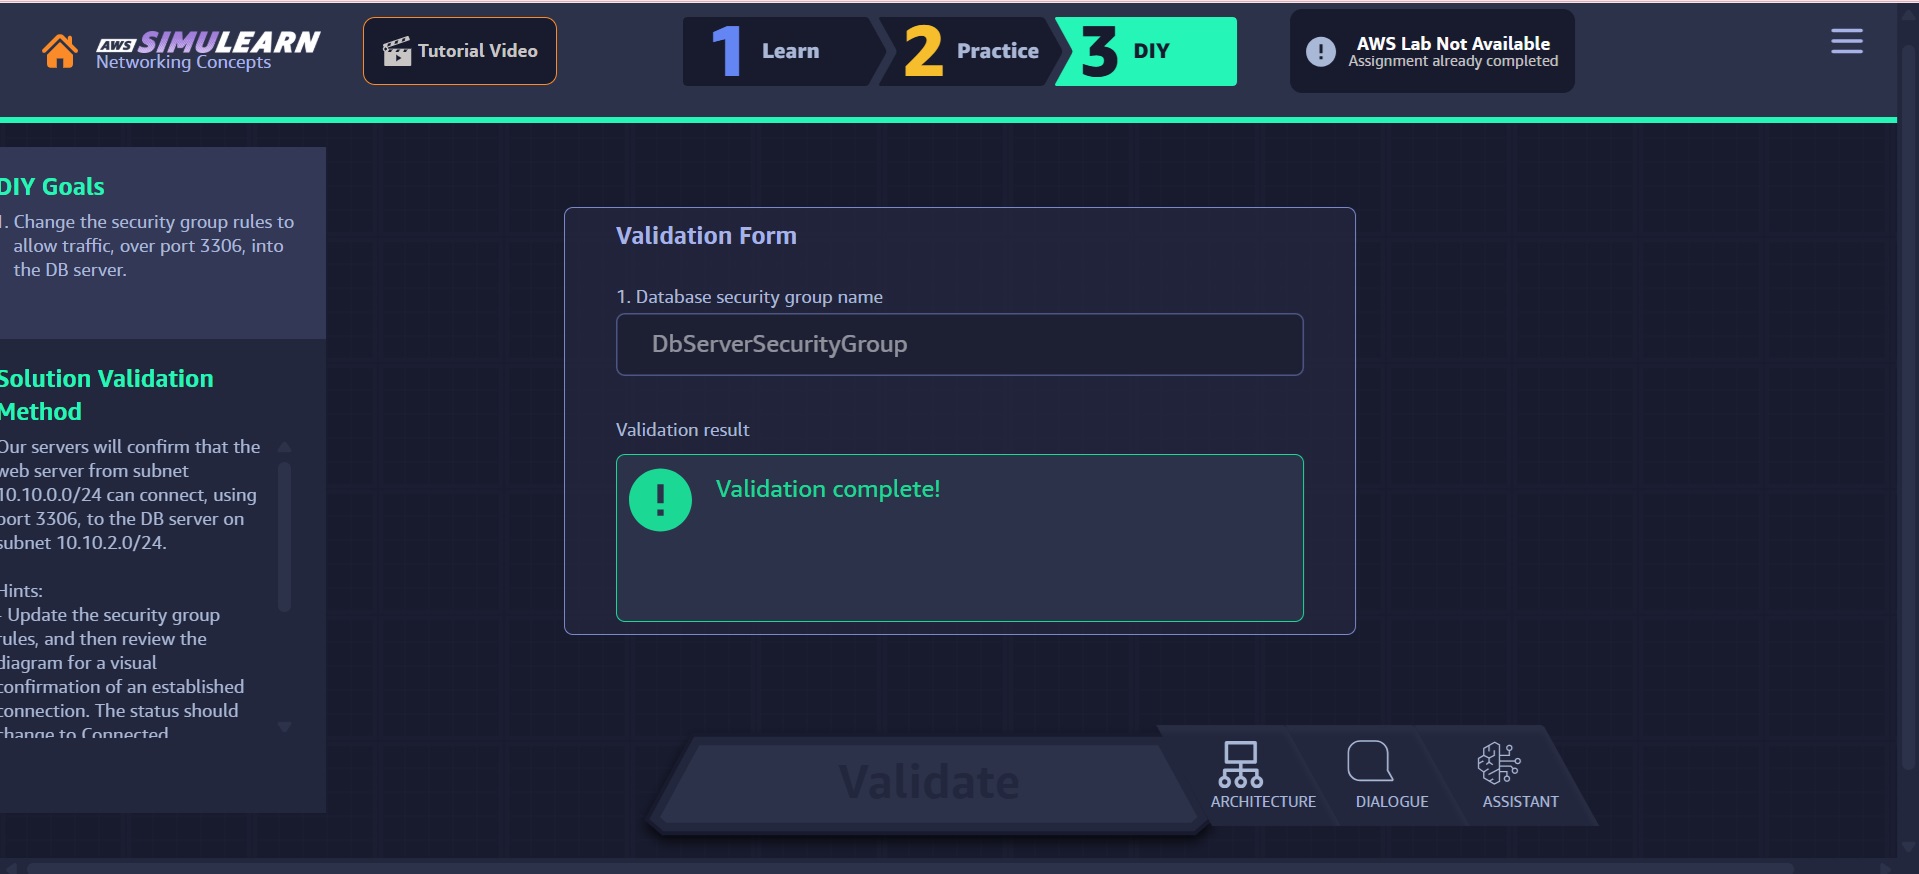 AWS SIMULEARN
Networking Concepts
Tutorial Video
1 Learn
2 Practice
3 DIY
AWS Lab Not Available
Assignment already completed
DIY Goals
1. Change the security group rules to
allow traffic, over port 3306, into
the DB server.
Solution Validation
Method
Our servers will confirm that the
web server from subnet
10.10.0.0/24 can connect, using
port 3306, to the DB server on
subnet 10.10.2.0/24.
Hints:
- Update the security group
rules, and then review the
diagram for a visual
confirmation of an established
connection. The status should
change to Connected
Validation Form
1. Database security group name
DbServerSecurityGroup
Validation result
Validation complete!
Validate
ARCHITECTURE
DIALOGUE
ASSISTANT